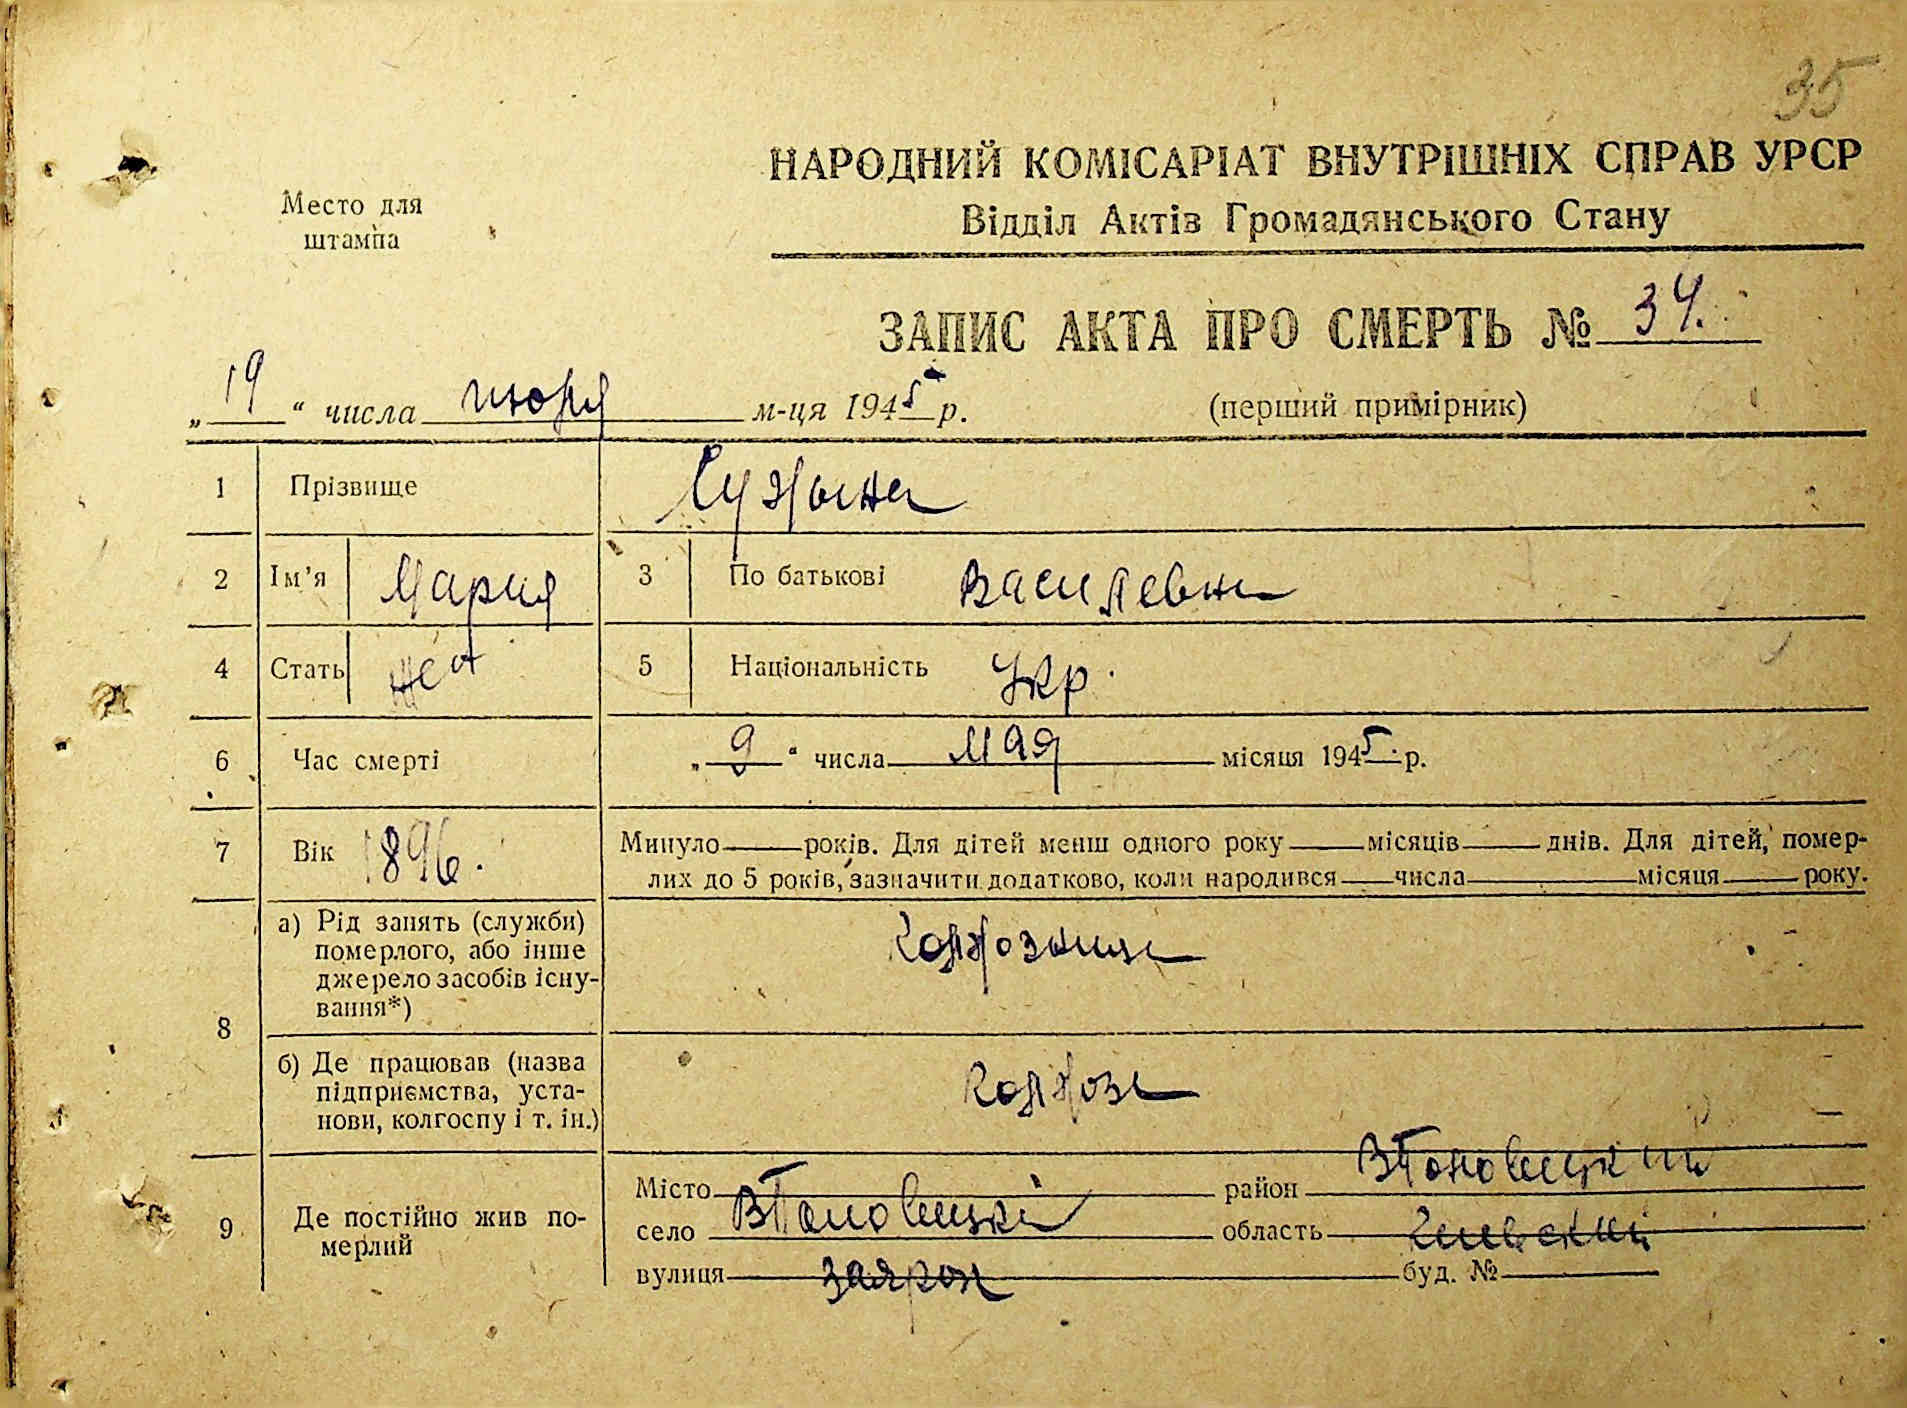 35
НАРОДНИЙ КОМІСАРІАТ ВНУТРІШНІХ СПРАВ УРСР
Место для штампа
Відділ Актів Громадянського Стану
ЗАПИС АКТА ПРО СМЕРТЬ № 34.
„19“ числа июля м-ця 1945 р.
(перший примірник)
1 Прізвище
2 Ім’я Мария 3 По батькові Василевна
4 Стать 5 Національність Укр.
6 Час смерті „9“ числа мая місяця 1945 р.
7 Вік 1896. Минуло років. Для дітей менш одного року місяців днів. Для дітей, помер-
лих до 5 років, зазначити додатково, коли народився числа місяця року.
8 а) Рід занять (служби)
померлого, або інше
джерело засобів існу-
вання*)
Колхозница
б) Де працював (назва
підприємства, уста-
нови, колгоспу і т. ін.)
Колхозе
9 Де постійно жив по-
мерлий
Місто район
село область Киевский
вулиця буд. №